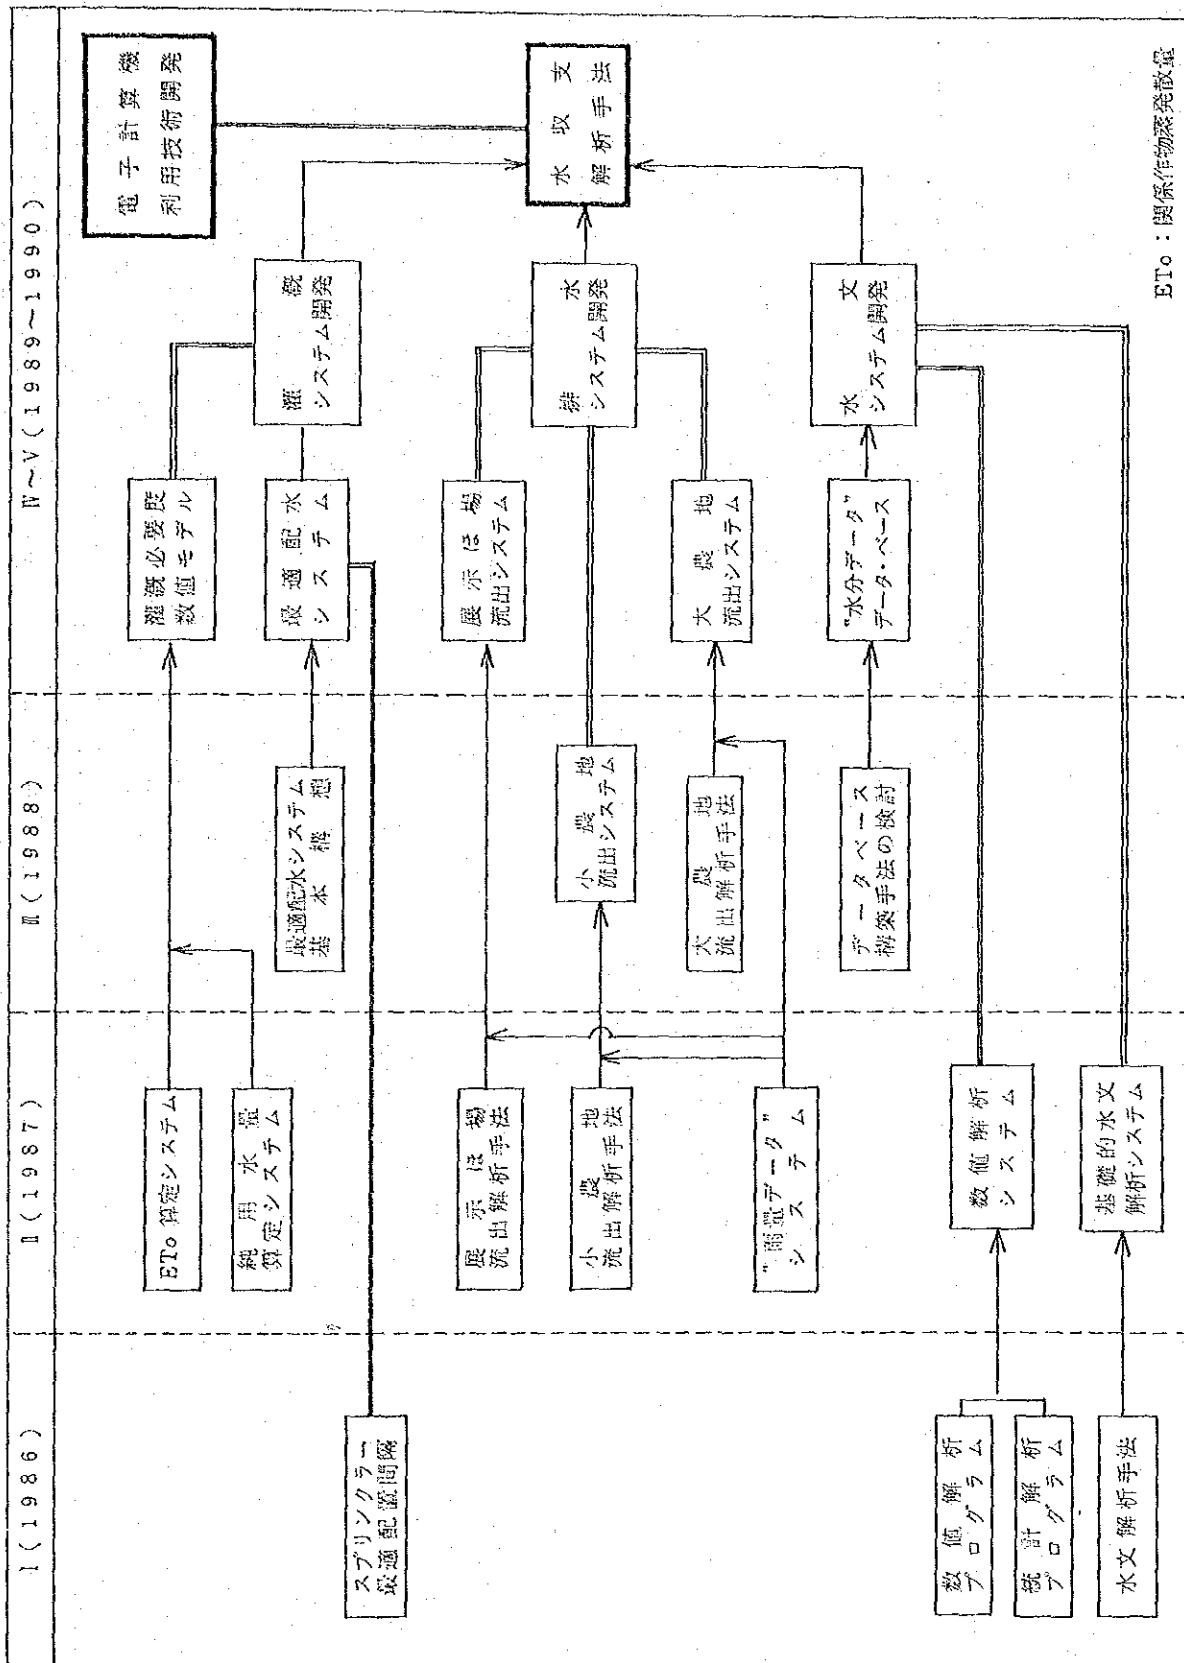 I(1986)
II(1987)
III(1988)
IV~V(1989~1990)
スプリンクラー
最適配置間隔
数値解析
プログラム
統計解析
プログラム
水文解析手法
ETo 算定システム
純用水量
算定システム
展示ほ場
流出解析手法
小農地
流出解析手法
"雨量データ"
システム
数値解析
システム
基礎的水文
解析システム
最適配水システム
基本構想
小農地
流出システム
大農地
流出解析手法
データベース
構築手法の検討
灌漑必要度
数値モデル
最適配水
システム
展示ほ場
流出システム
大農地
流出システム
"水分データ"
データ・ベース
灌漑
システム開発
排水
システム開発
水文
システム開発
電子計算機
利用技術開発
水収支
解析手法
ETo:関係作物蒸発散量